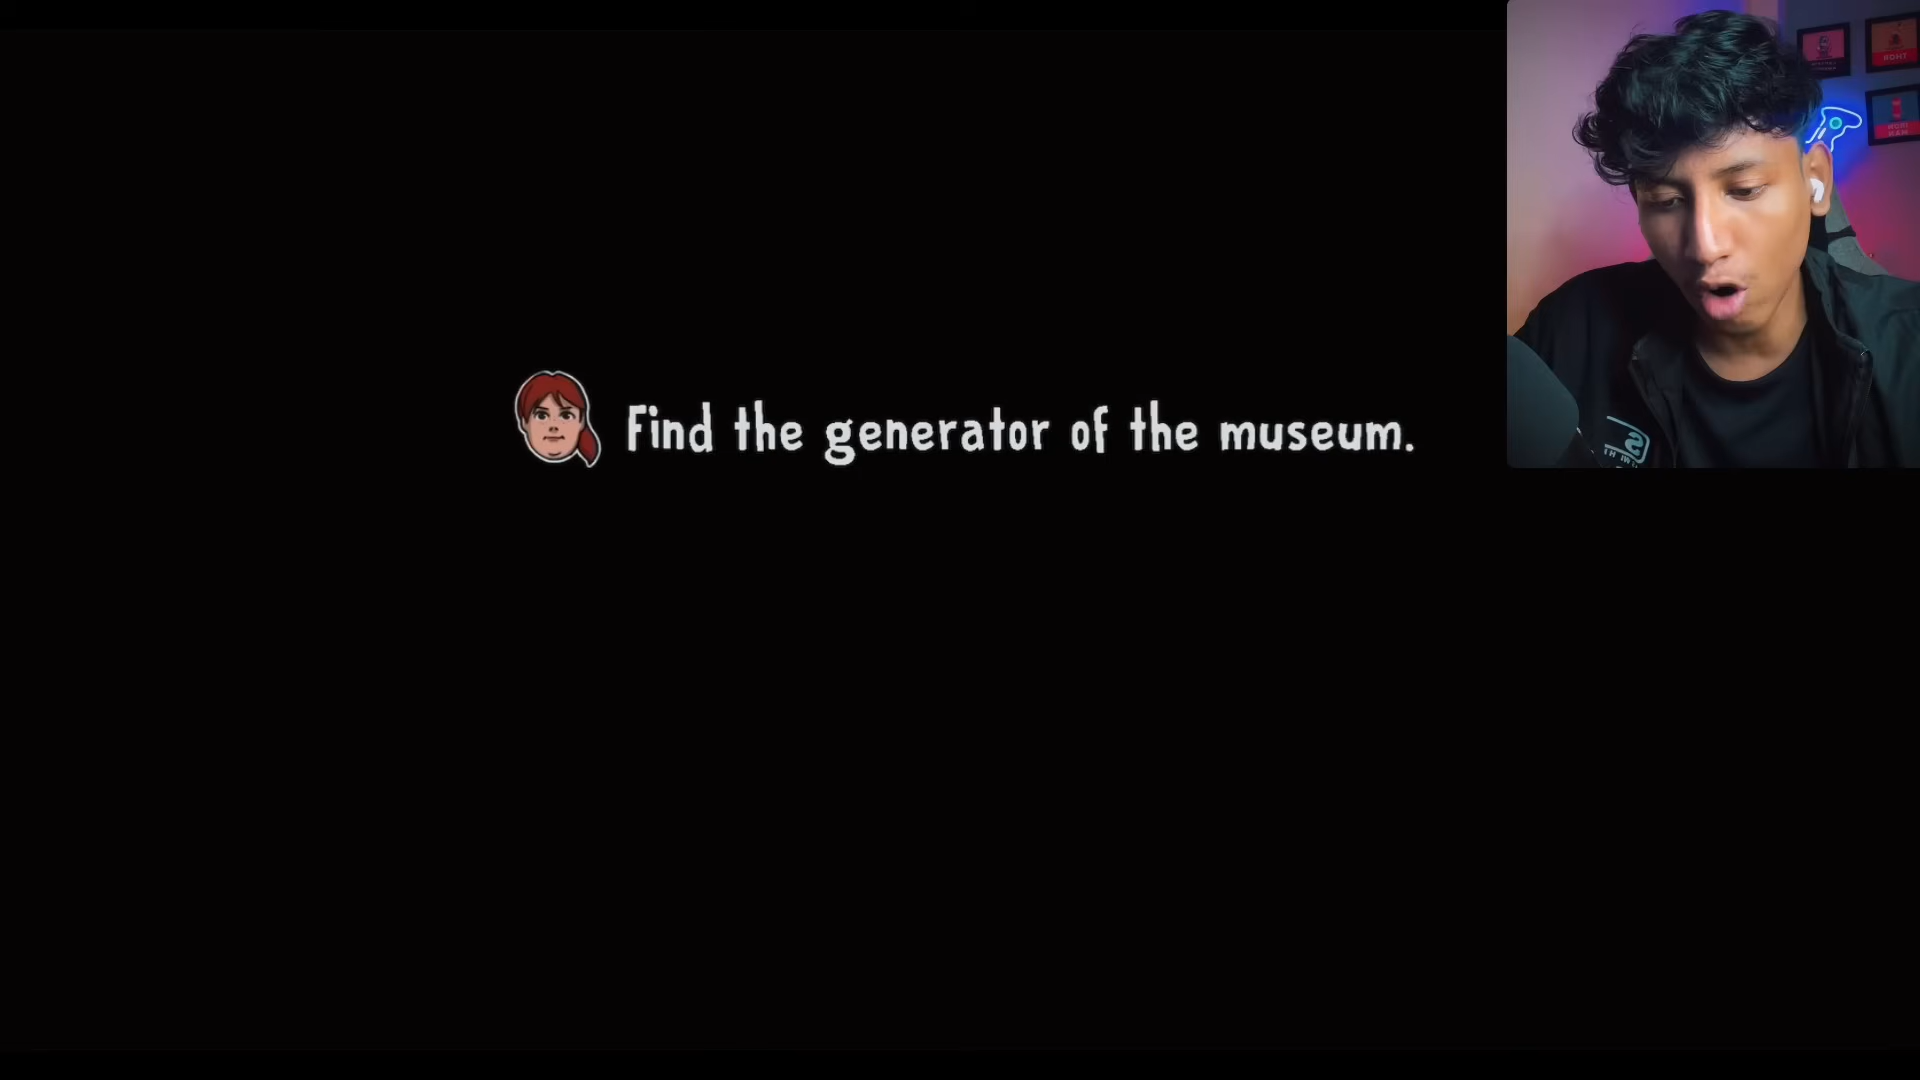 Find the generator of the museum.